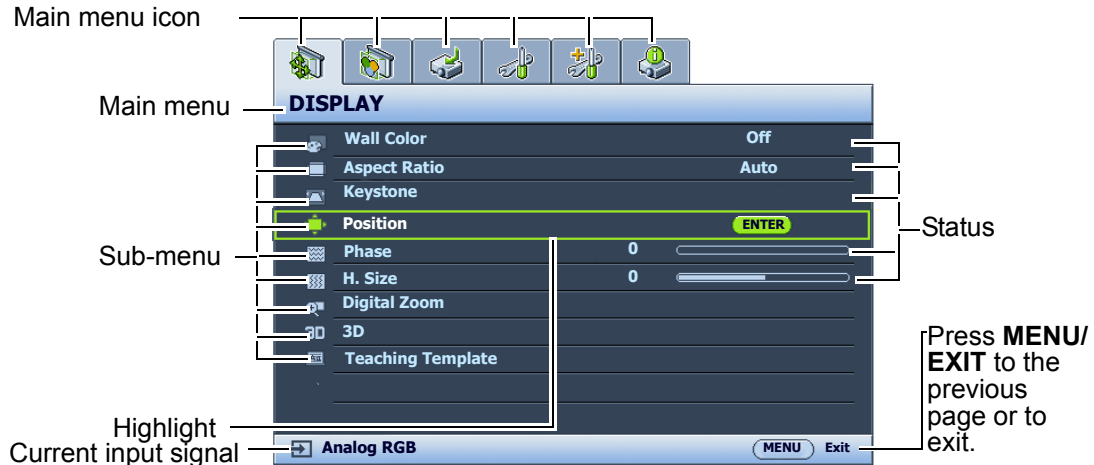 Main menu icon
Main menu
DISPLAY
Wall Color Off
Aspect Ratio Auto
Keystone
Position ENTER
Phase 0
H. Size 0
Digital Zoom
3D 3D
Teaching Template
Sub-menu
Status
Highlight
Current input signal
Analog RGB
MENU Exit
Press MENU/
EXIT to the
previous
page or to
exit.